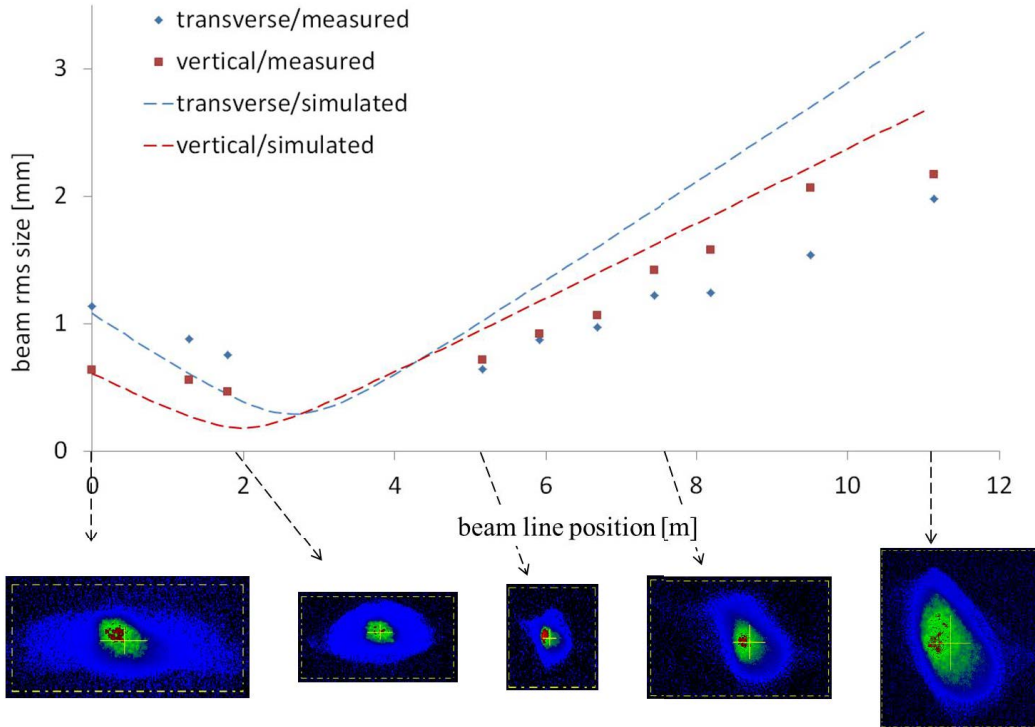 transverse/measured
vertical/measured
transverse/simulated
vertical/simulated
beam rms size [mm]
3
2
1
0
0 2 4 6 8 10 12
beam line position [m]